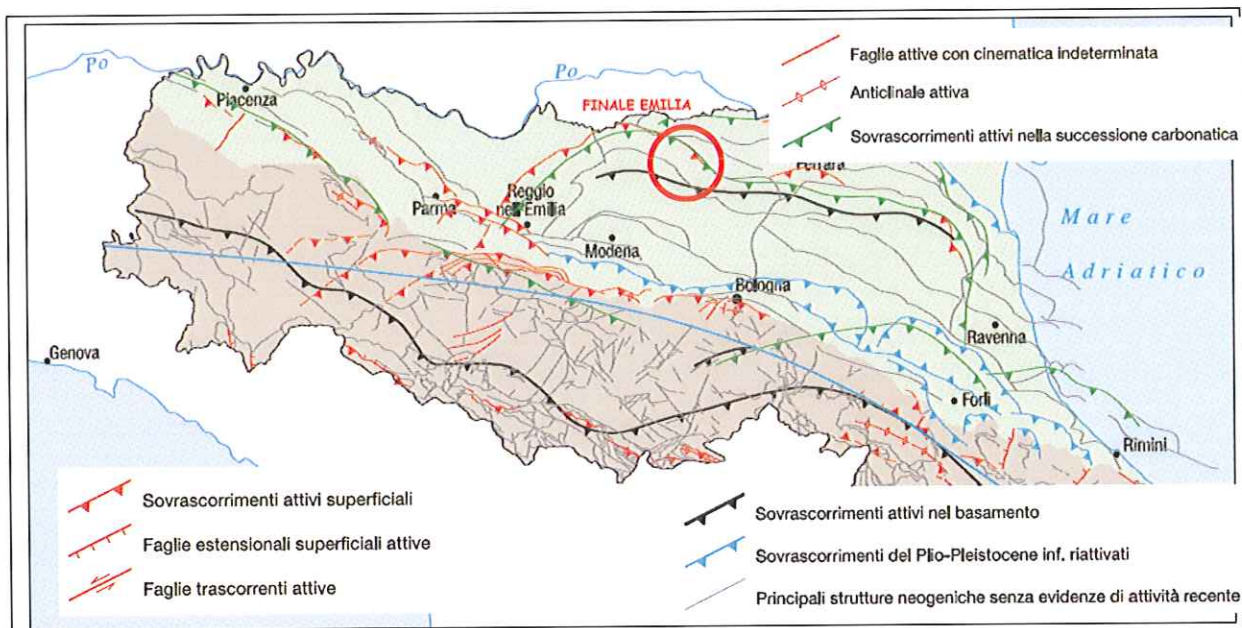 Po
Po
Faglie attive con cinematica indeterminata
Piacenza
FINALE EMILIA
Anticlinale attiva
Sovrascorrimenti attivi nella successione carbonatica
Ferrara
Parma
Reggio
nell'Emilia
Mare
Modena
Adriatico
Bologna
Ravenna
Genova
Forlì
Rimini
Sovrascorrimenti attivi superficiali
Faglie estensionali superficiali attive
Faglie trascorrenti attive
Sovrascorrimenti attivi nel basamento
Sovrascorrimenti del Plio-Pleistocene inf. riattivati
Principali strutture neogeniche senza evidenze di attività recente